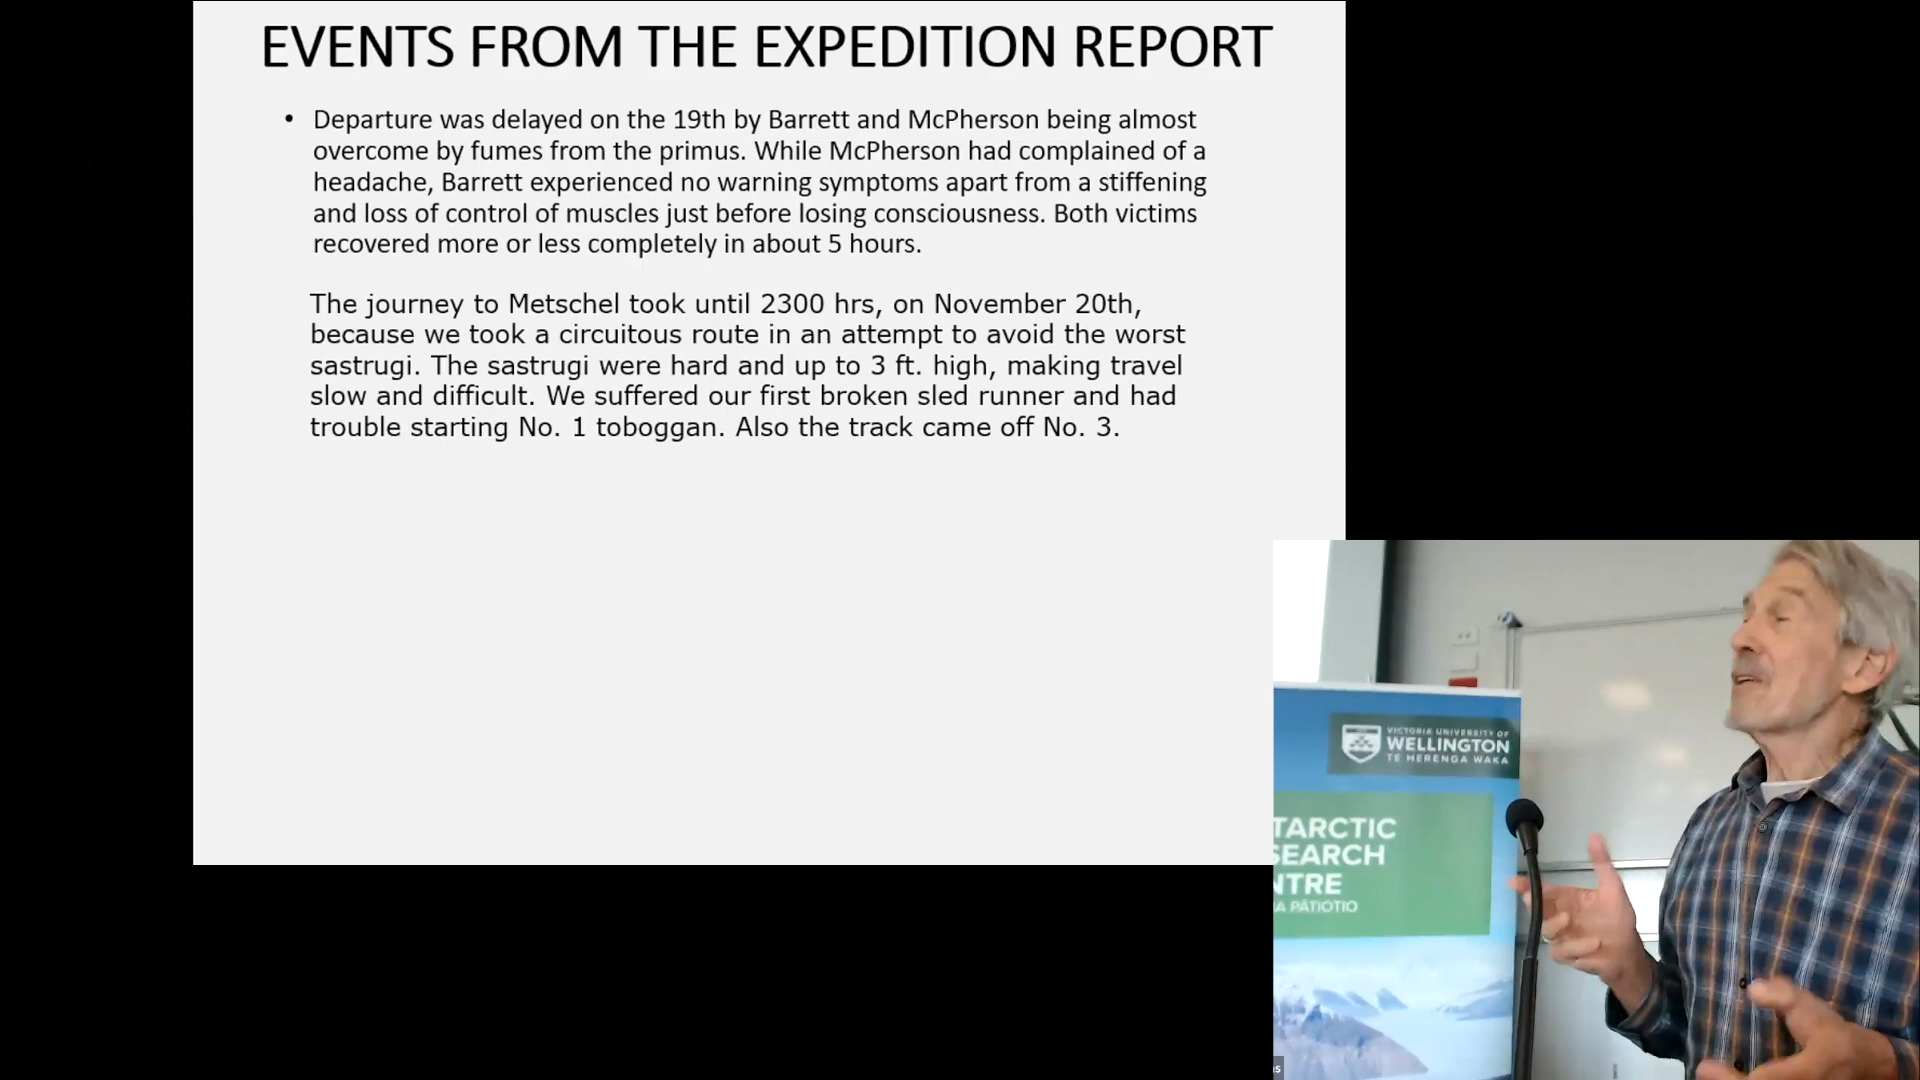 EVENTS FROM THE EXPEDITION REPORT
• Departure was delayed on the 19th by Barrett and McPherson being almost
overcome by fumes from the primus. While McPherson had complained of a
headache, Barrett experienced no warning symptoms apart from a stiffening
and loss of control of muscles just before losing consciousness. Both victims
recovered more or less completely in about 5 hours.
The journey to Metschel took until 2300 hrs, on November 20th,
because we took a circuitous route in an attempt to avoid the worst
sastrugi. The sastrugi were hard and up to 3 ft. high, making travel
slow and difficult. We suffered our first broken sled runner and had
trouble starting No. 1 toboggan. Also the track came off No. 3.
VICTORIA UNIVERSITY OF
WELLINGTON
TE HERENGA WAKA
TARCTIC
SEARCH
NTRE
A PĀTIOTIO